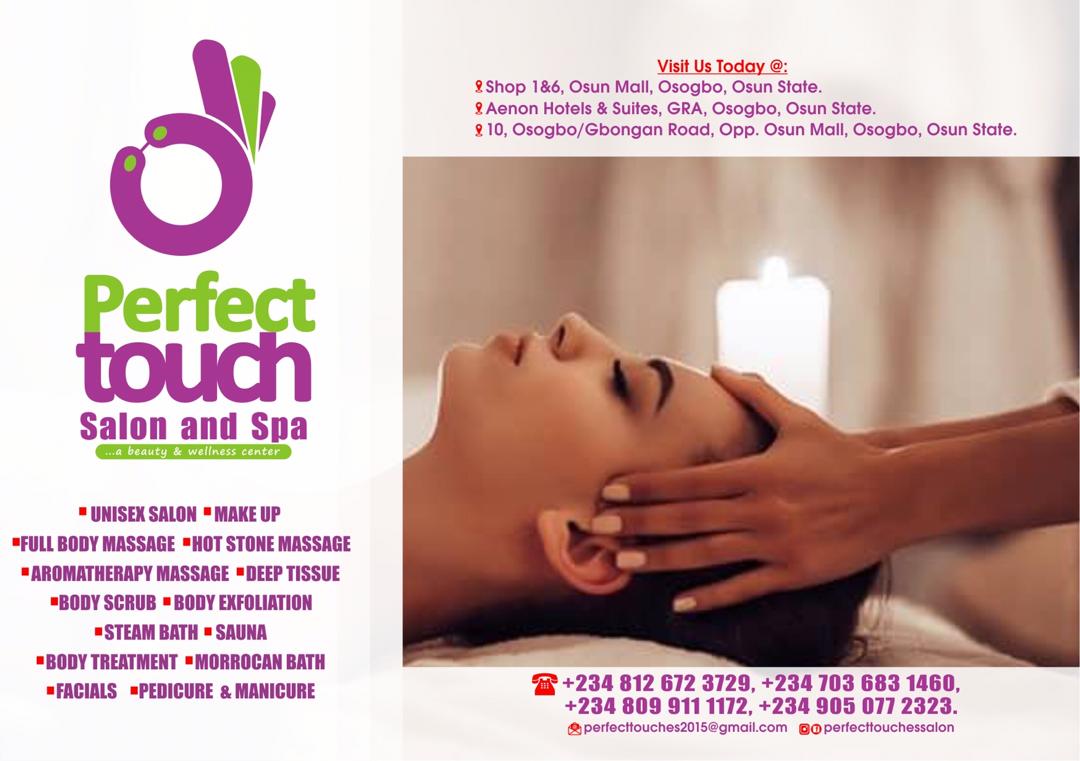 Perfect
touch
Salon and Spa
...a beauty & wellness center
▪UNISEX SALON ▪MAKE UP
▪FULL BODY MASSAGE ▪HOT STONE MASSAGE
▪AROMATHERAPY MASSAGE ▪DEEP TISSUE
▪BODY SCRUB ▪BODY EXFOLIATION
▪STEAM BATH ▪SAUNA
▪BODY TREATMENT ▪MORROCAN BATH
▪FACIALS ▪PEDICURE & MANICURE
Visit Us Today @:
Shop 1&6, Osun Mall, Osogbo, Osun State.
Aenon Hotels & Suites, GRA, Osogbo, Osun State.
10, Osogbo/Gbongan Road, Opp. Osun Mall, Osogbo, Osun State.
+234 812 672 3729, +234 703 683 1460,
+234 809 911 1172, +234 905 077 2323.
perfecttouches2015@gmail.com perfecttouchessalon